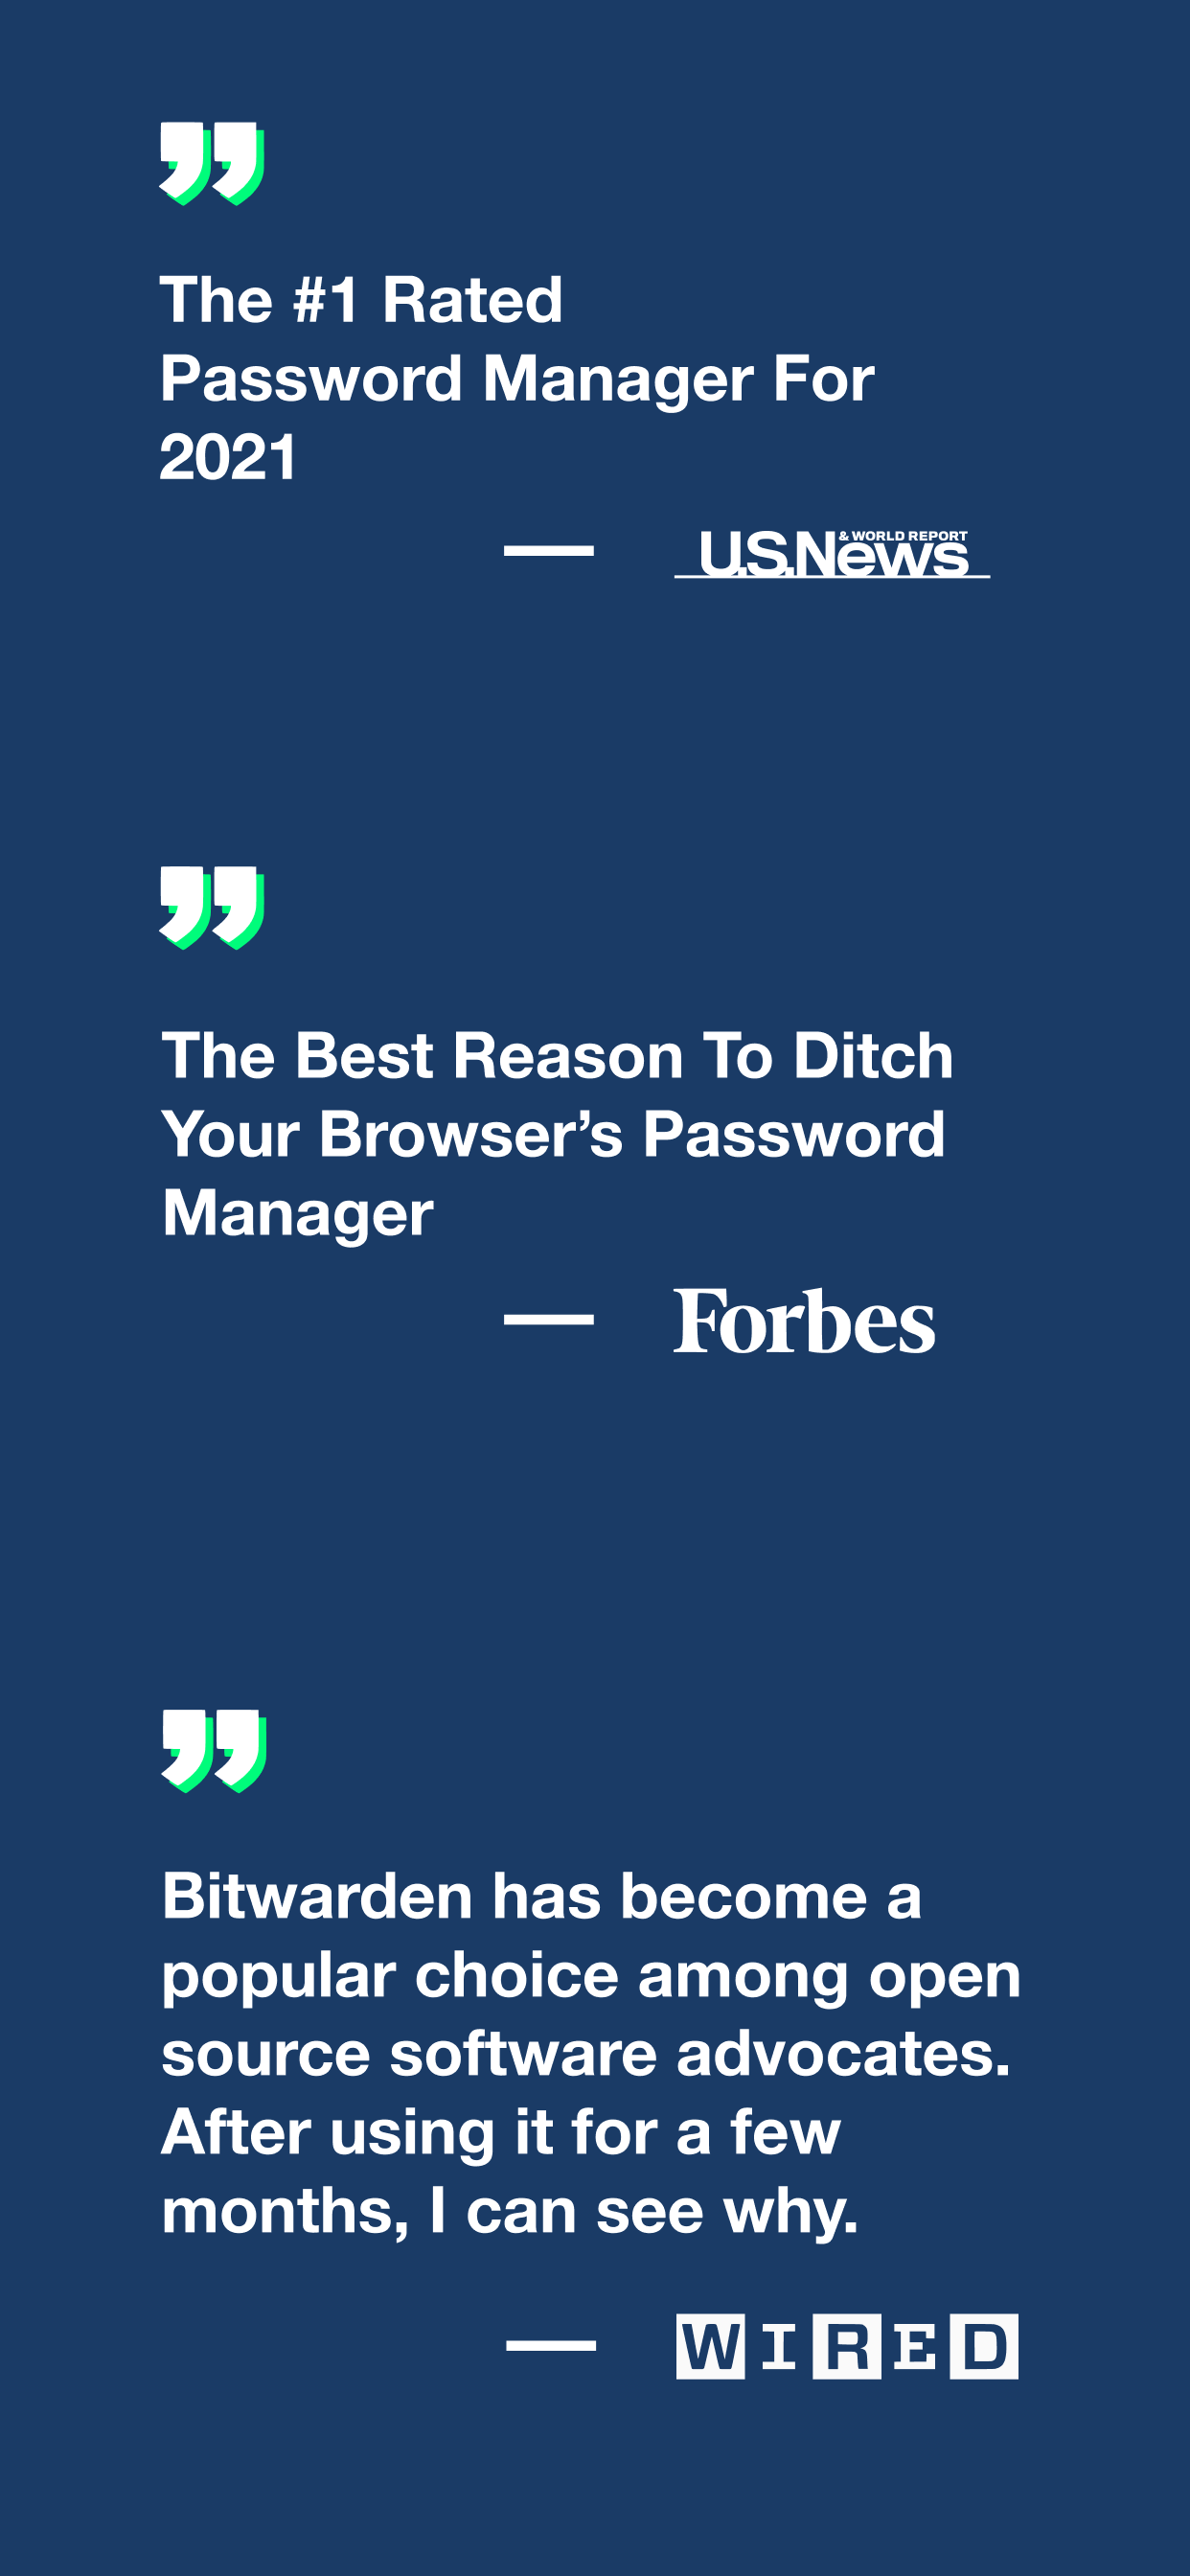 ”
The #1 Rated
Password Manager For
2021
— U.S.News & WORLD REPORT
”
The Best Reason To Ditch
Your Browser’s Password
Manager
— Forbes
”
Bitwarden has become a
popular choice among open
source software advocates.
After using it for a few
months, I can see why.
— WIRED